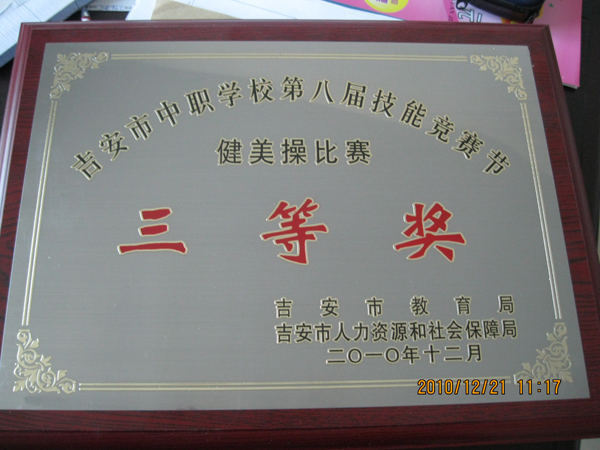 吉安市中职学校第八届技能竞赛节
健美操比赛
三等奖
吉安市教育局
吉安市人力资源和社会保障局
二〇一〇年十二月
2010/12/21 11:17